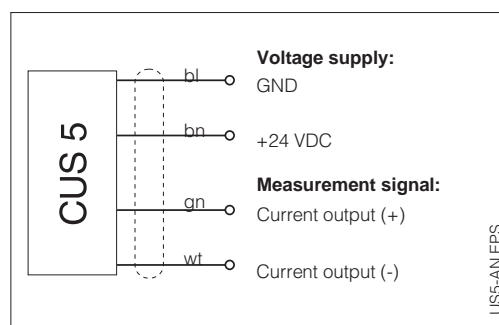 CUS 5
Voltage supply:
bl
GND
bn
+24 VDC
Measurement signal:
gn
Current output (+)
wt
Current output (-)